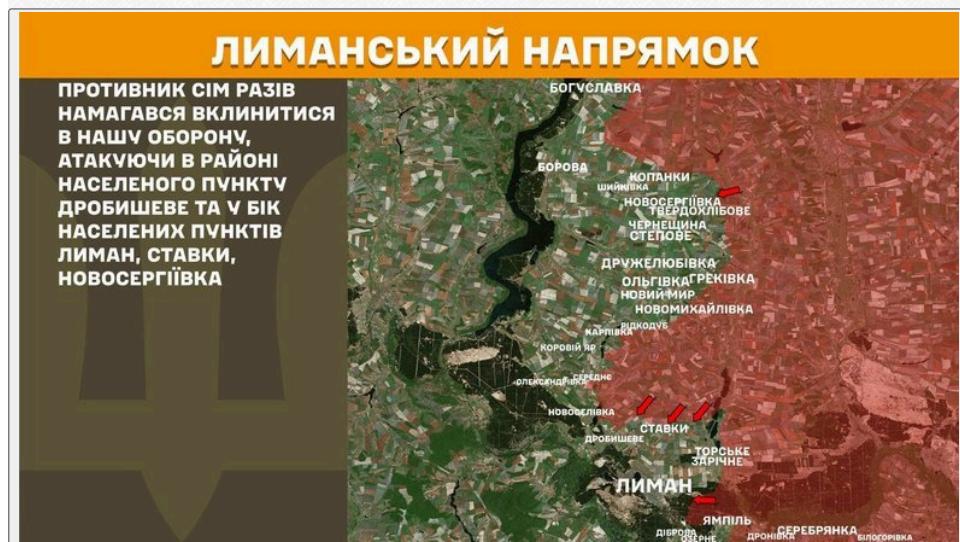 ЛИМАНСЬКИЙ НАПРЯМОК
ПРОТИВНИК СІМ РАЗІВ
НАМАГАВСЯ ВКЛИНИТИСЯ
В НАШУ ОБОРОНУ,
АТАКУЮЧИ В РАЙОНІ
НАСЕЛЕНОГО ПУНКТУ
ДРОБИШЕВЕ ТА У БІК
НАСЕЛЕНИХ ПУНКТІВ
ЛИМАН, СТАВКИ,
НОВОСЕРГІЇВКА
БОГУСЛАВКА
БОРОВА
КОПАНКИ
ШИЙКІВКА
НОВОСЕРГІЇВКА
ТВЕРДОХЛІБОВЕ
ЧЕРНЕЩИНА
СТЕПОВЕ
ДРУЖЕЛЮБІВКА
ОЛЬГІВКА
ГРЕКІВКА
НОВИЙ МИР
НОВОМИХАЙЛІВКА
РІДКОДУБ
КАРПІВКА
КОРОВІЙ ЯР
СЕРЕДНЄ
ОЛЕКСАНДРІВКА
НОВОСЕЛІВКА
СТАВКИ
ДРОБИШЕВЕ
ТОРСЬКЕ
ЗАРІЧНЕ
ЛИМАН
ЯМПІЛЬ
ДІБРОВА
ОЗЕРНЕ
СЕРЕБРЯНКА
ДРОНІВКА
БІЛОГОРІВКА